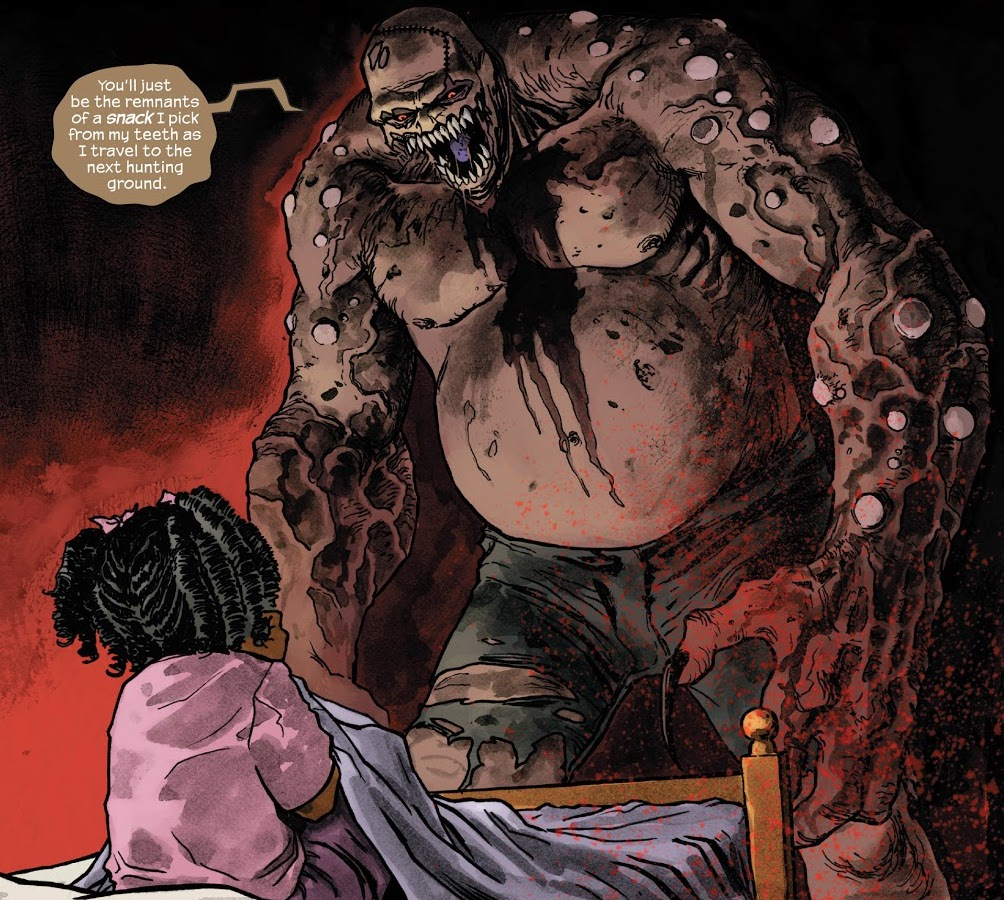 You'll just
be the remnants
of a snack I pick
from my teeth as
I travel to the
next hunting
ground.